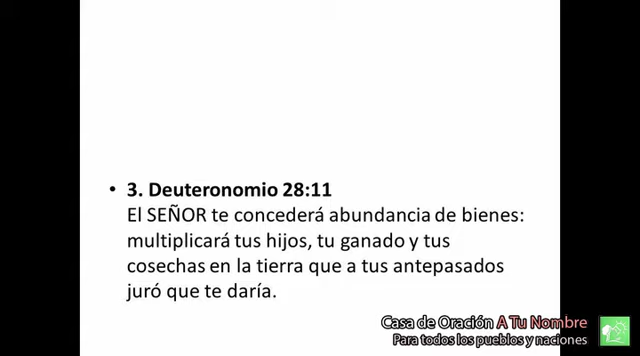 • 3. Deuteronomio 28:11
El SEÑOR te concederá abundancia de bienes:
multiplicará tus hijos, tu ganado y tus
cosechas en la tierra que a tus antepasados
juró que te daría.
Casa de Oración A Tu Nombre
Para todos los pueblos y naciones